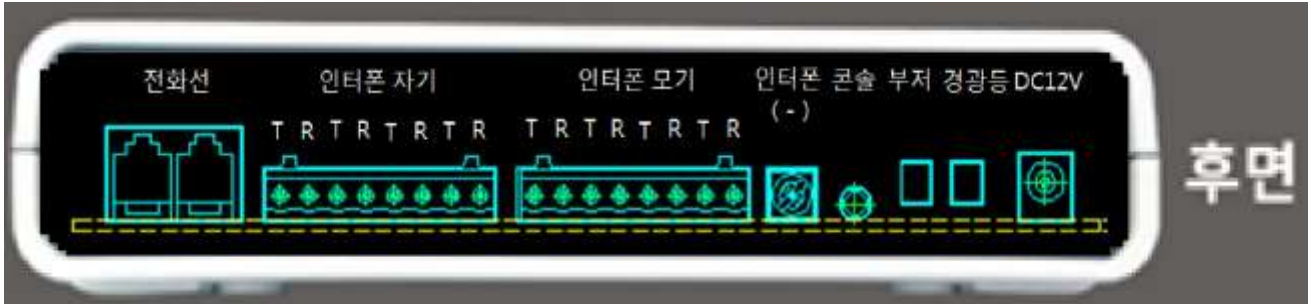 전화선 인터폰 자기 인터폰 모기 인터폰 콘솔 부저 경광등 DC12V
(-)
T R T R T R T R T R T R T R T R
후면